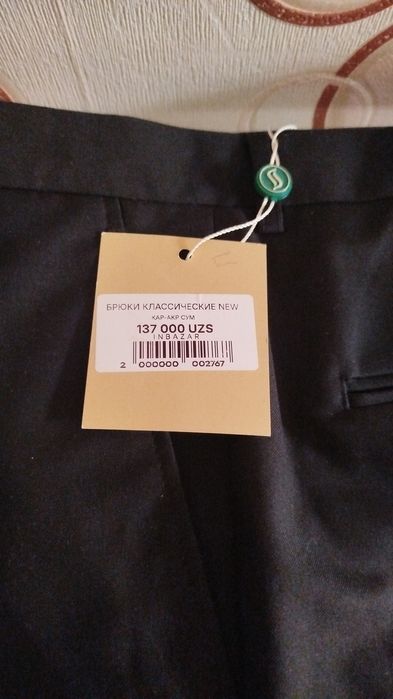 БРЮКИ КЛАССИЧЕСКИЕ NEW
КАР-АКР СУМ
137 000 UZS
INBAZAR
2 000000 002767